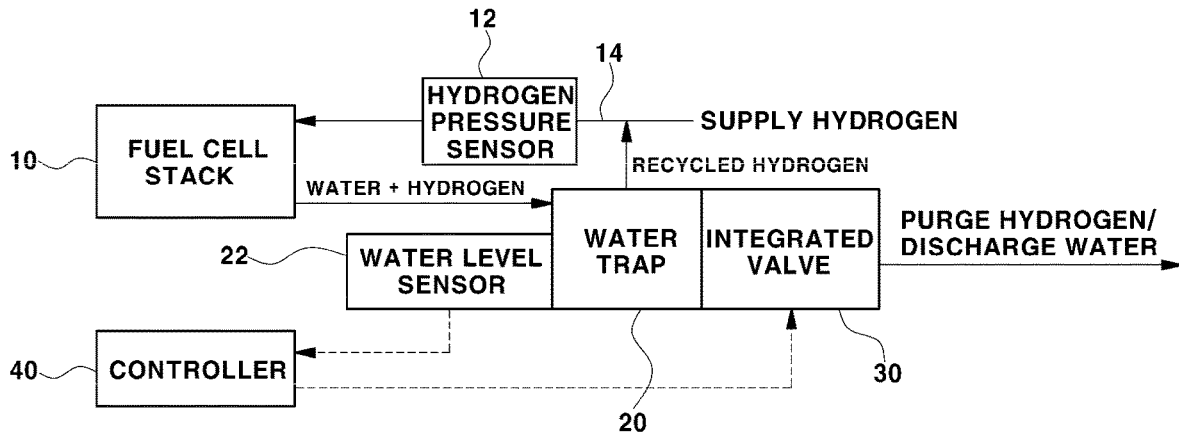 12
14
HYDROGEN
PRESSURE
SENSOR
SUPPLY HYDROGEN
10
FUEL CELL
STACK
RECYCLED HYDROGEN
WATER + HYDROGEN
22
WATER LEVEL
SENSOR
WATER
TRAP
INTEGRATED
VALVE
PURGE HYDROGEN/
DISCHARGE WATER
40
CONTROLLER
20
30